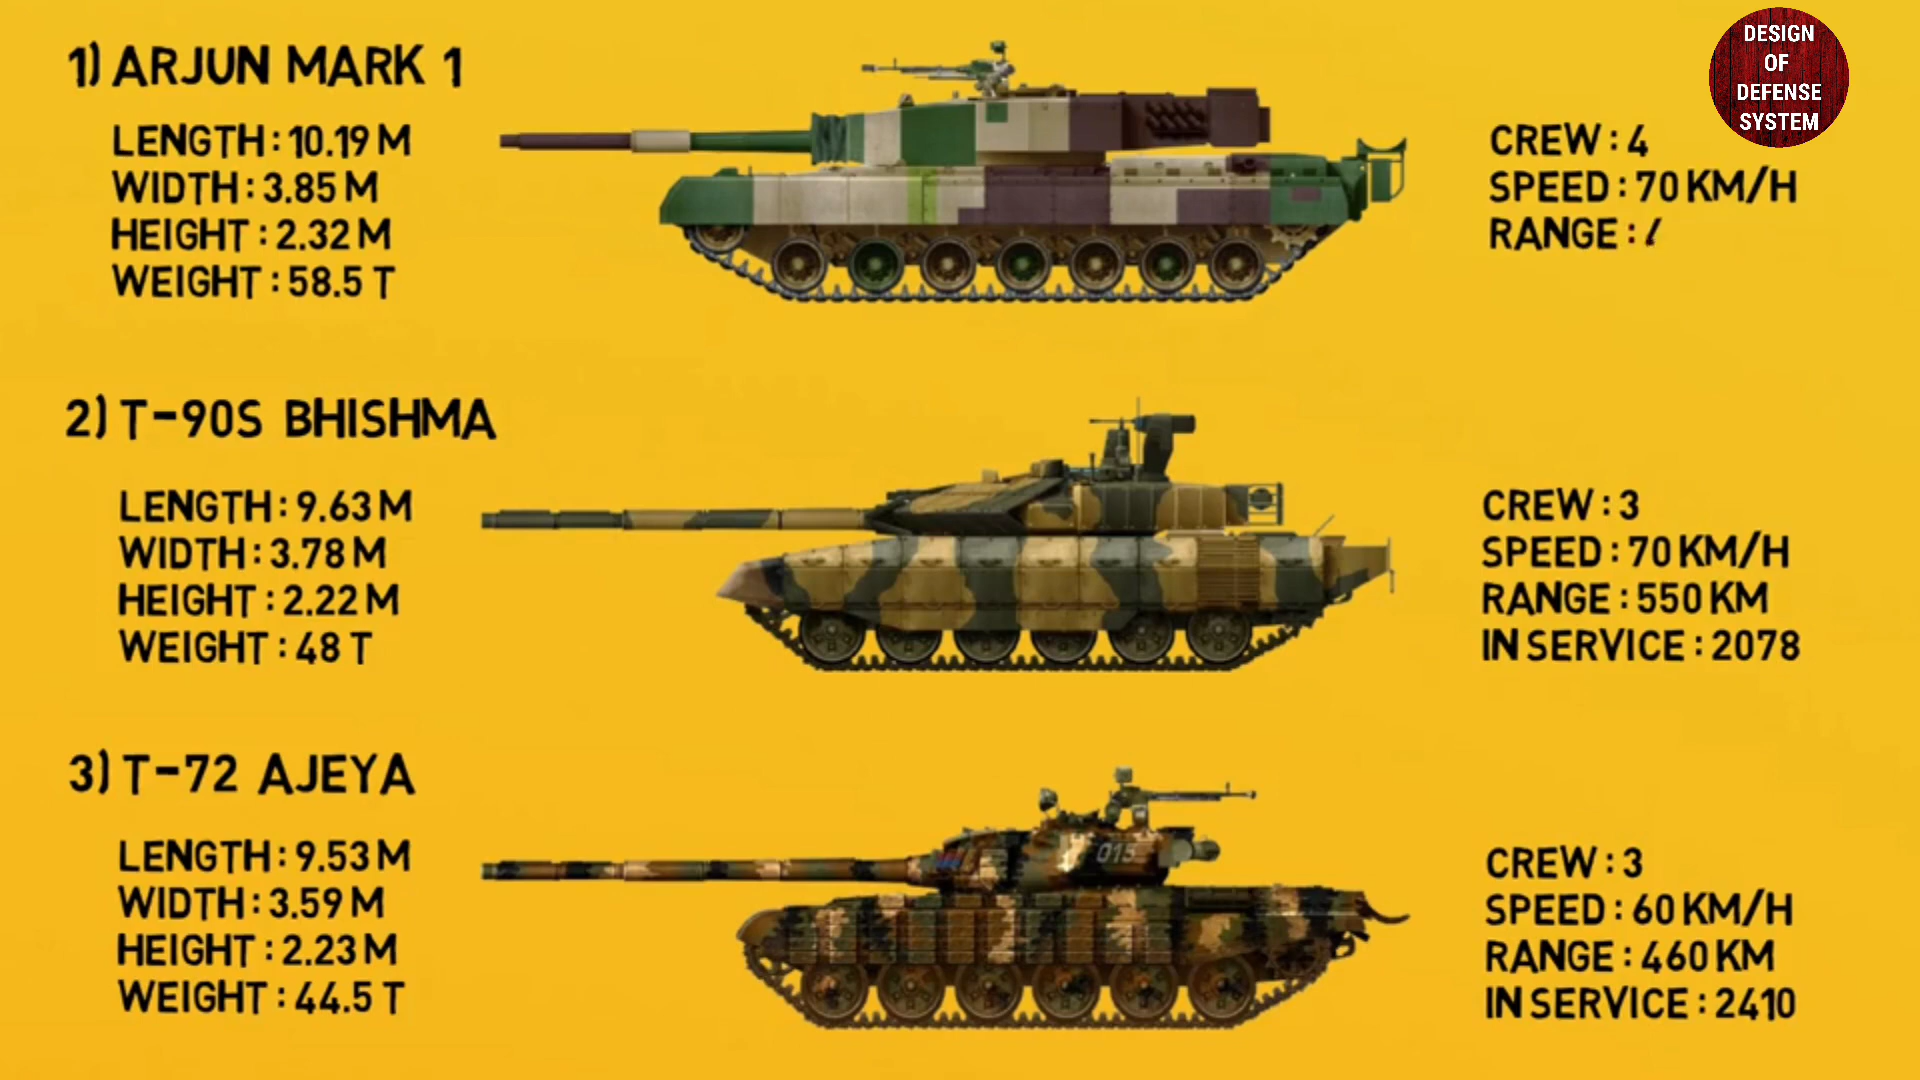 1) ARJUN MARK 1
LENGTH : 10.19 M
WIDTH : 3.85 M
HEIGHT : 2.32 M
WEIGHT : 58.5 T
CREW : 4
SPEED : 70 KM/H
RANGE :
DESIGN
OF
DEFENSE
SYSTEM
2) T-90S BHISHMA
LENGTH : 9.63 M
WIDTH : 3.78 M
HEIGHT : 2.22 M
WEIGHT : 48 T
CREW : 3
SPEED : 70 KM/H
RANGE : 550 KM
IN SERVICE : 2078
3) T-72 AJEYA
LENGTH : 9.53 M
WIDTH : 3.59 M
HEIGHT : 2.23 M
WEIGHT : 44.5 T
015
CREW : 3
SPEED : 60 KM/H
RANGE : 460 KM
IN SERVICE : 2410